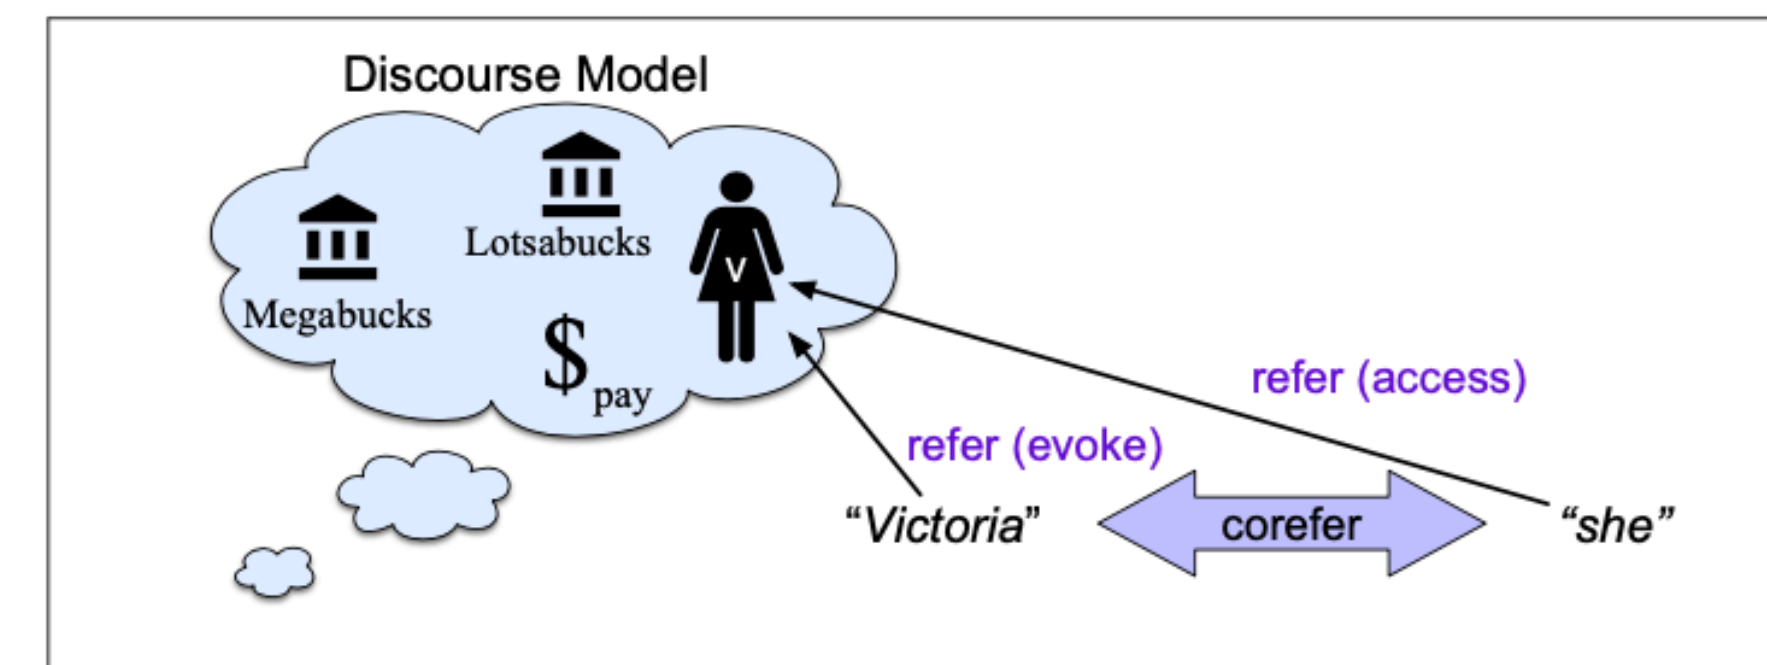 Discourse Model
Lotsabucks
V
Megabucks
$
pay
refer (access)
refer (evoke)
“Victoria”
corefer
“she”